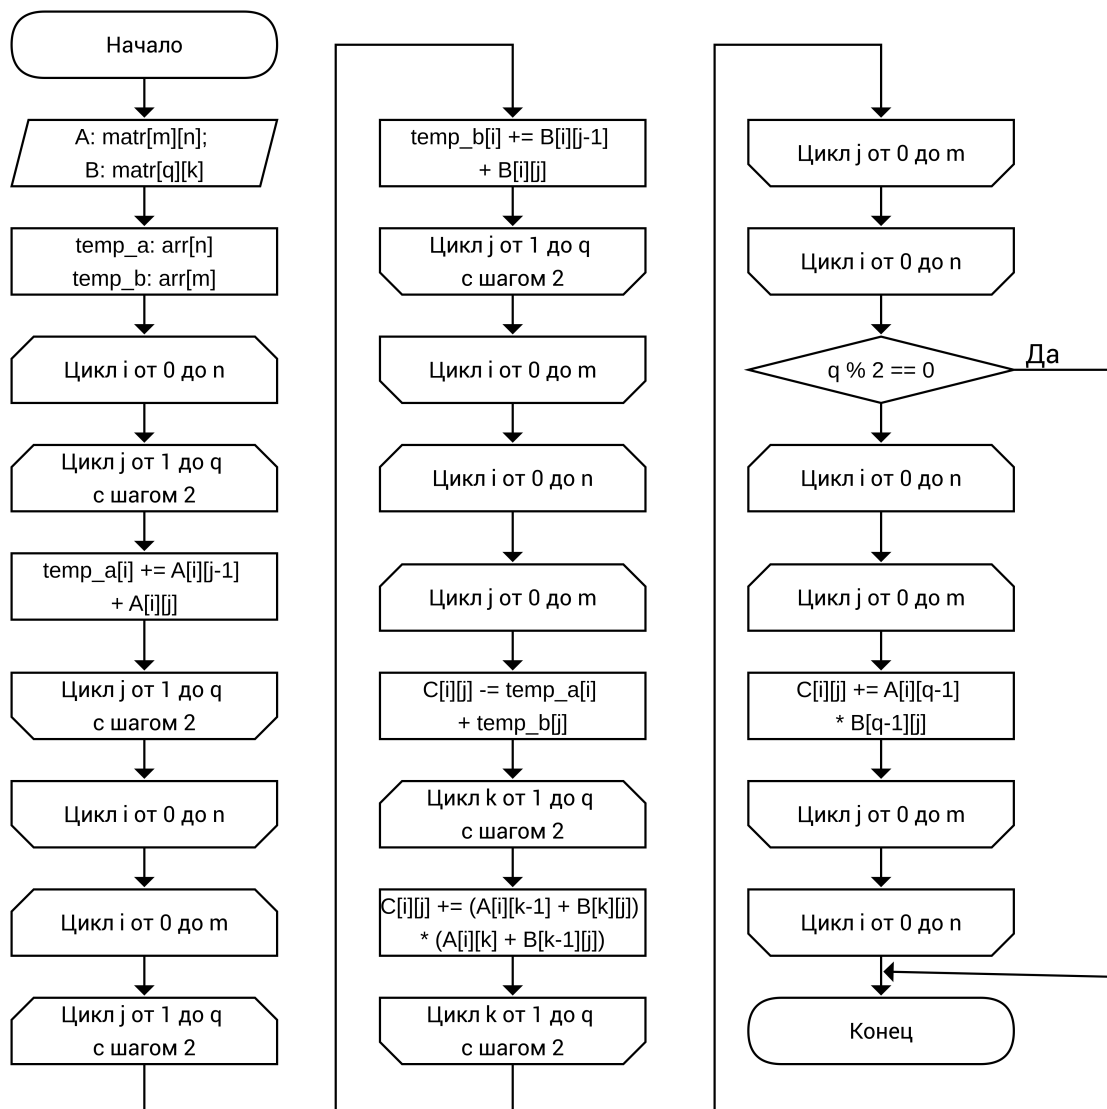 Начало
A: matr[m][n];
B: matr[q][k]
temp_a: arr[n]
temp_b: arr[m]
Цикл i от 0 до n
Цикл j от 1 до q
с шагом 2
temp_a[i] += A[i][j-1]
+ A[i][j]
Цикл j от 1 до q
с шагом 2
Цикл i от 0 до n
Цикл i от 0 до m
Цикл j от 1 до q
с шагом 2
temp_b[i] += B[i][j-1]
+ B[i][j]
Цикл j от 1 до q
с шагом 2
Цикл i от 0 до m
Цикл i от 0 до n
Цикл j от 0 до m
C[i][j] -= temp_a[i]
+ temp_b[j]
Цикл k от 1 до q
с шагом 2
C[i][j] += (A[i][k-1] + B[k][j])
* (A[i][k] + B[k-1][j])
Цикл k от 1 до q
с шагом 2
Цикл j от 0 до m
Цикл i от 0 до n
q % 2 == 0
Да
Цикл i от 0 до n
Цикл j от 0 до m
C[i][j] += A[i][q-1]
* B[q-1][j]
Цикл j от 0 до m
Цикл i от 0 до n
Конец